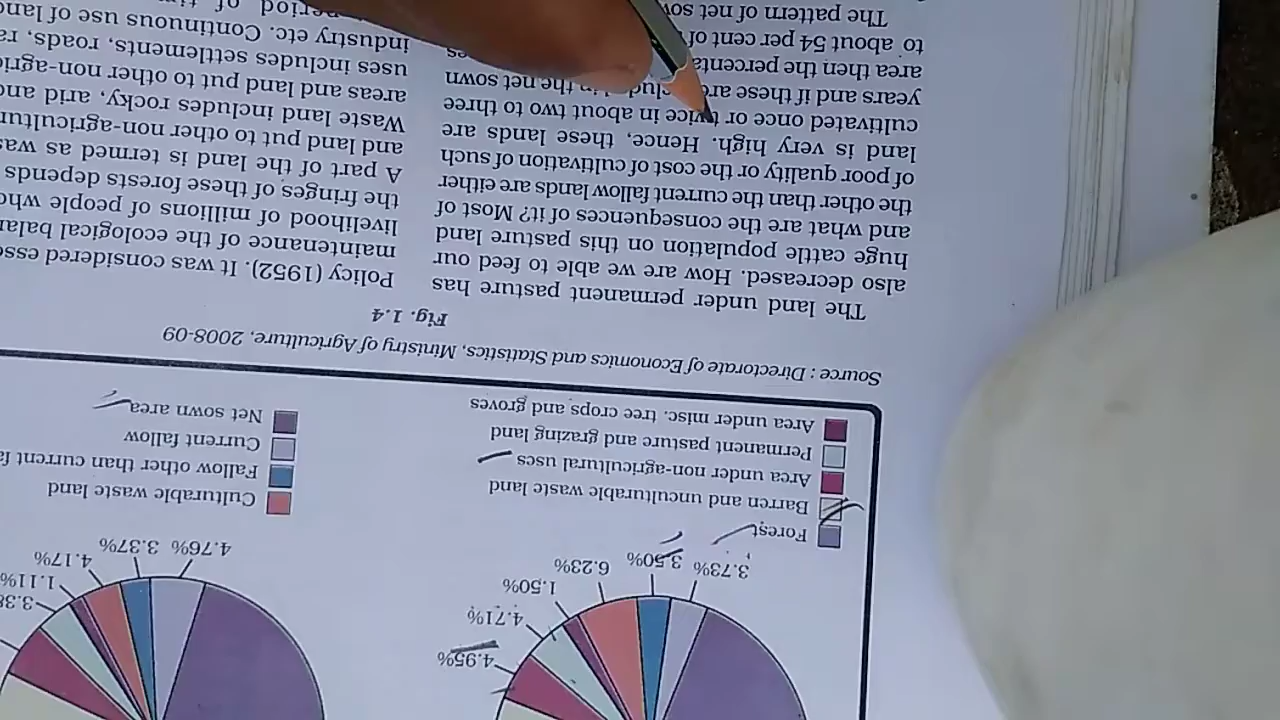 4.95%
4.71%
1.50%
6.23%
3.50%
3.73%
1.11%
4.17%
3.37%
4.76%
Forest
Barren and unculturable waste land
Area under non-agricultural uses
Permanent pasture and grazing land
Area under misc. tree crops and groves
Culturable waste land
Fallow other than current
Current fallow
Net sown area
Source : Directorate of Economics and Statistics, Ministry of Agriculture, 2008-09
Fig. 1.4
The land under permanent pasture has
also decreased. How are we able to feed our
huge cattle population on this pasture land
and what are the consequences of it? Most of
the other than the current fallow lands are either
of poor quality or the cost of cultivation of such
land is very high. Hence, these lands are
cultivated once or twice in about two to three
years and if these are in the net sown
area then the
to about 54 per cent of
The pattern of net
Policy (1952). It was considered
maintenance of the ecological
livelihood of millions of people
the fringes of these forests depends
A part of the land is termed as
and land put to other
Waste land includes rocky, arid
areas and land put to other
uses includes settlements, roads,
industry etc. Continuous use of
period of